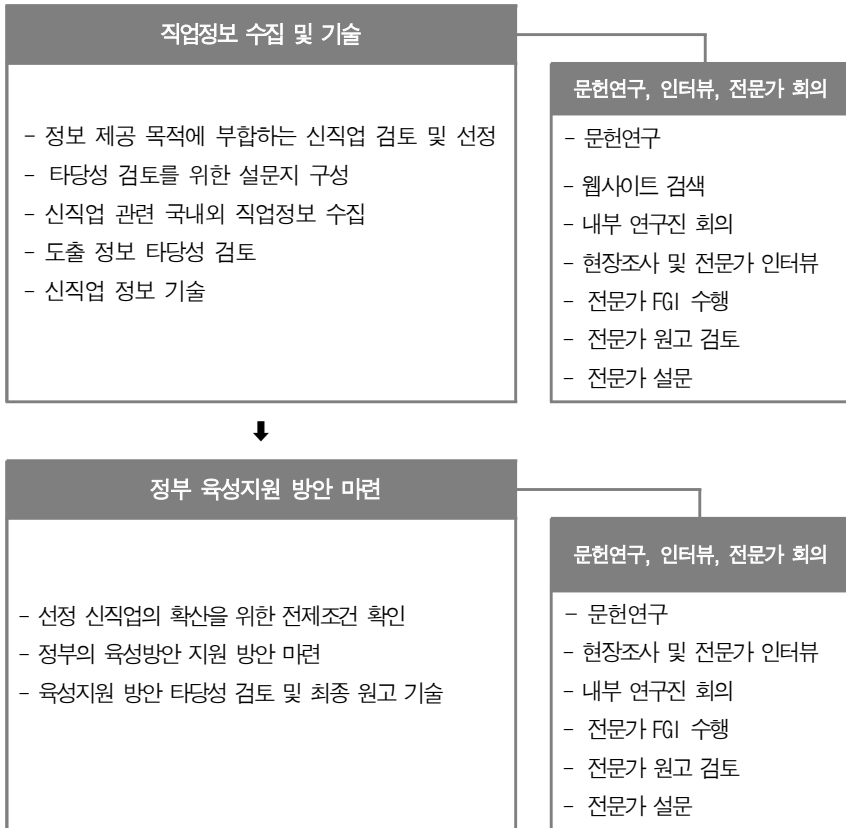 직업정보 수집 및 기술
- 정보 제공 목적에 부합하는 신직업 검토 및 선정
- 타당성 검토를 위한 설문지 구성
- 신직업 관련 국내외 직업정보 수집
- 도출 정보 타당성 검토
- 신직업 정보 기술
문헌연구, 인터뷰, 전문가 회의
- 문헌연구
- 웹사이트 검색
- 내부 연구진 회의
- 현장조사 및 전문가 인터뷰
- 전문가 FGI 수행
- 전문가 원고 검토
- 전문가 설문
정부 육성지원 방안 마련
- 선정 신직업의 확산을 위한 전제조건 확인
- 정부의 육성방안 지원 방안 마련
- 육성지원 방안 타당성 검토 및 최종 원고 기술
문헌연구, 인터뷰, 전문가 회의
- 문헌연구
- 현장조사 및 전문가 인터뷰
- 내부 연구진 회의
- 전문가 FGI 수행
- 전문가 원고 검토
- 전문가 설문